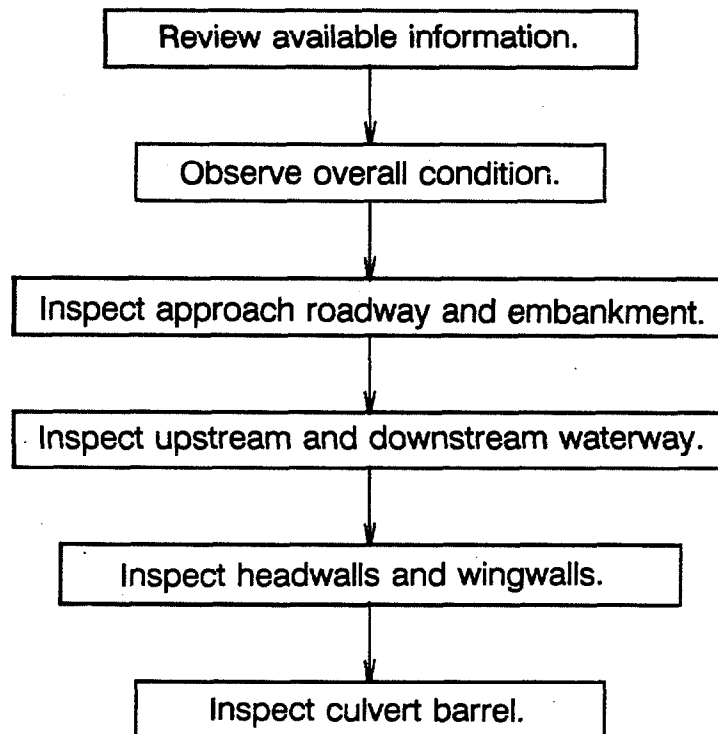 Review available information.
Observe overall condition.
Inspect approach roadway and embankment.
Inspect upstream and downstream waterway.
Inspect headwalls and wingwalls.
Inspect culvert barrel.